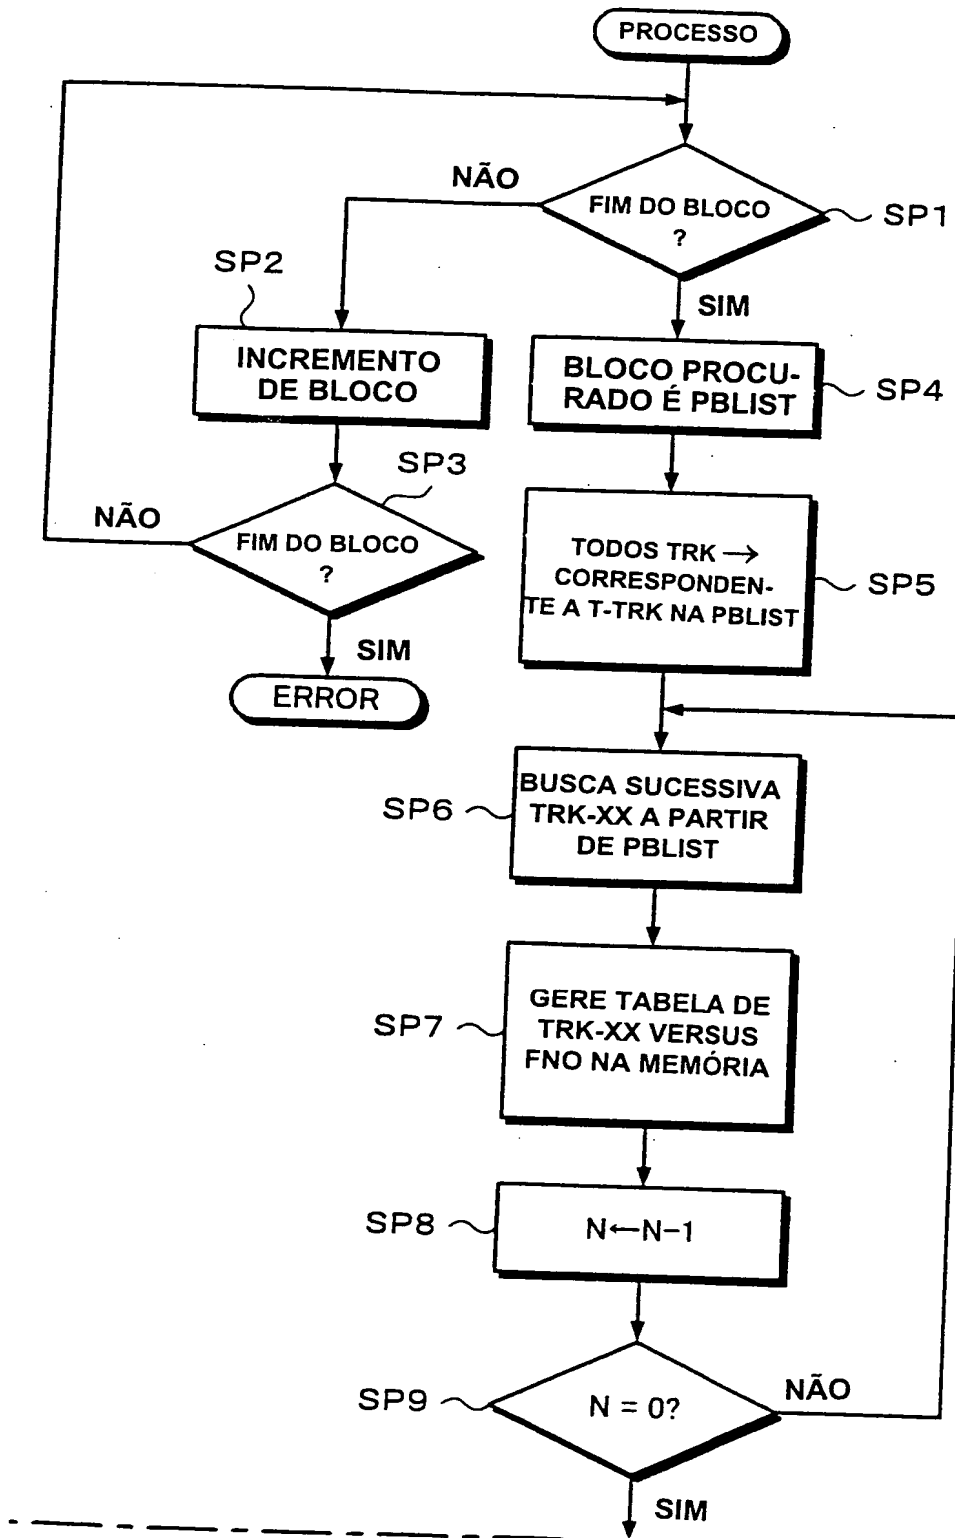 PROCESSO
NÃO
FIM DO BLOCO
?
SP1
SIM
SP2
INCREMENTO
DE BLOCO
BLOCO PROCU-
RADO É PBLIST
SP4
SP3
NÃO
FIM DO BLOCO
?
SIM
ERROR
TODOS TRK →
CORRESPONDEN-
TE A T-TRK NA PBLIST
SP5
SP6
BUSCA SUCESSIVA
TRK-XX A PARTIR
DE PBLIST
SP7
GERE TABELA DE
TRK-XX VERSUS
FNO NA MEMÓRIA
SP8
N←N-1
SP9
N = 0?
NÃO
SIM